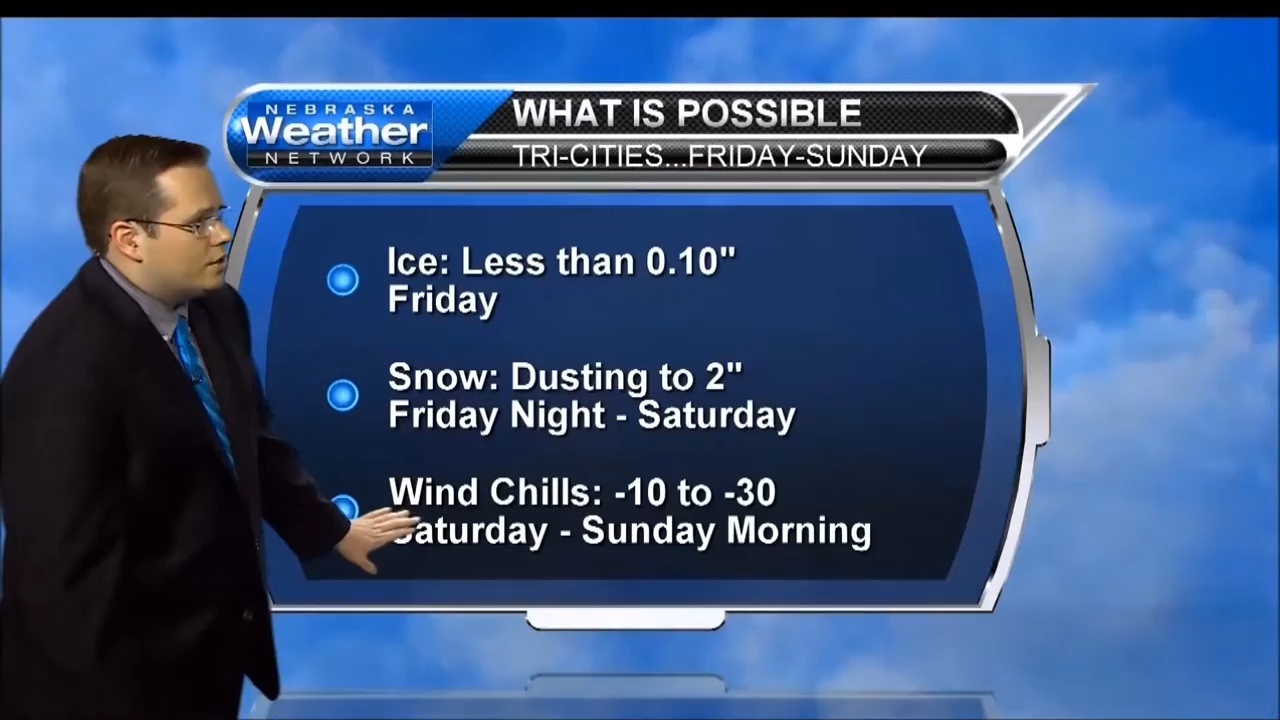 NEBRASKA
Weather
NETWORK
WHAT IS POSSIBLE
TRI-CITIES...FRIDAY-SUNDAY
Ice: Less than 0.10"
Friday
Snow: Dusting to 2"
Friday Night - Saturday
Wind Chills: -10 to -30
Saturday - Sunday Morning